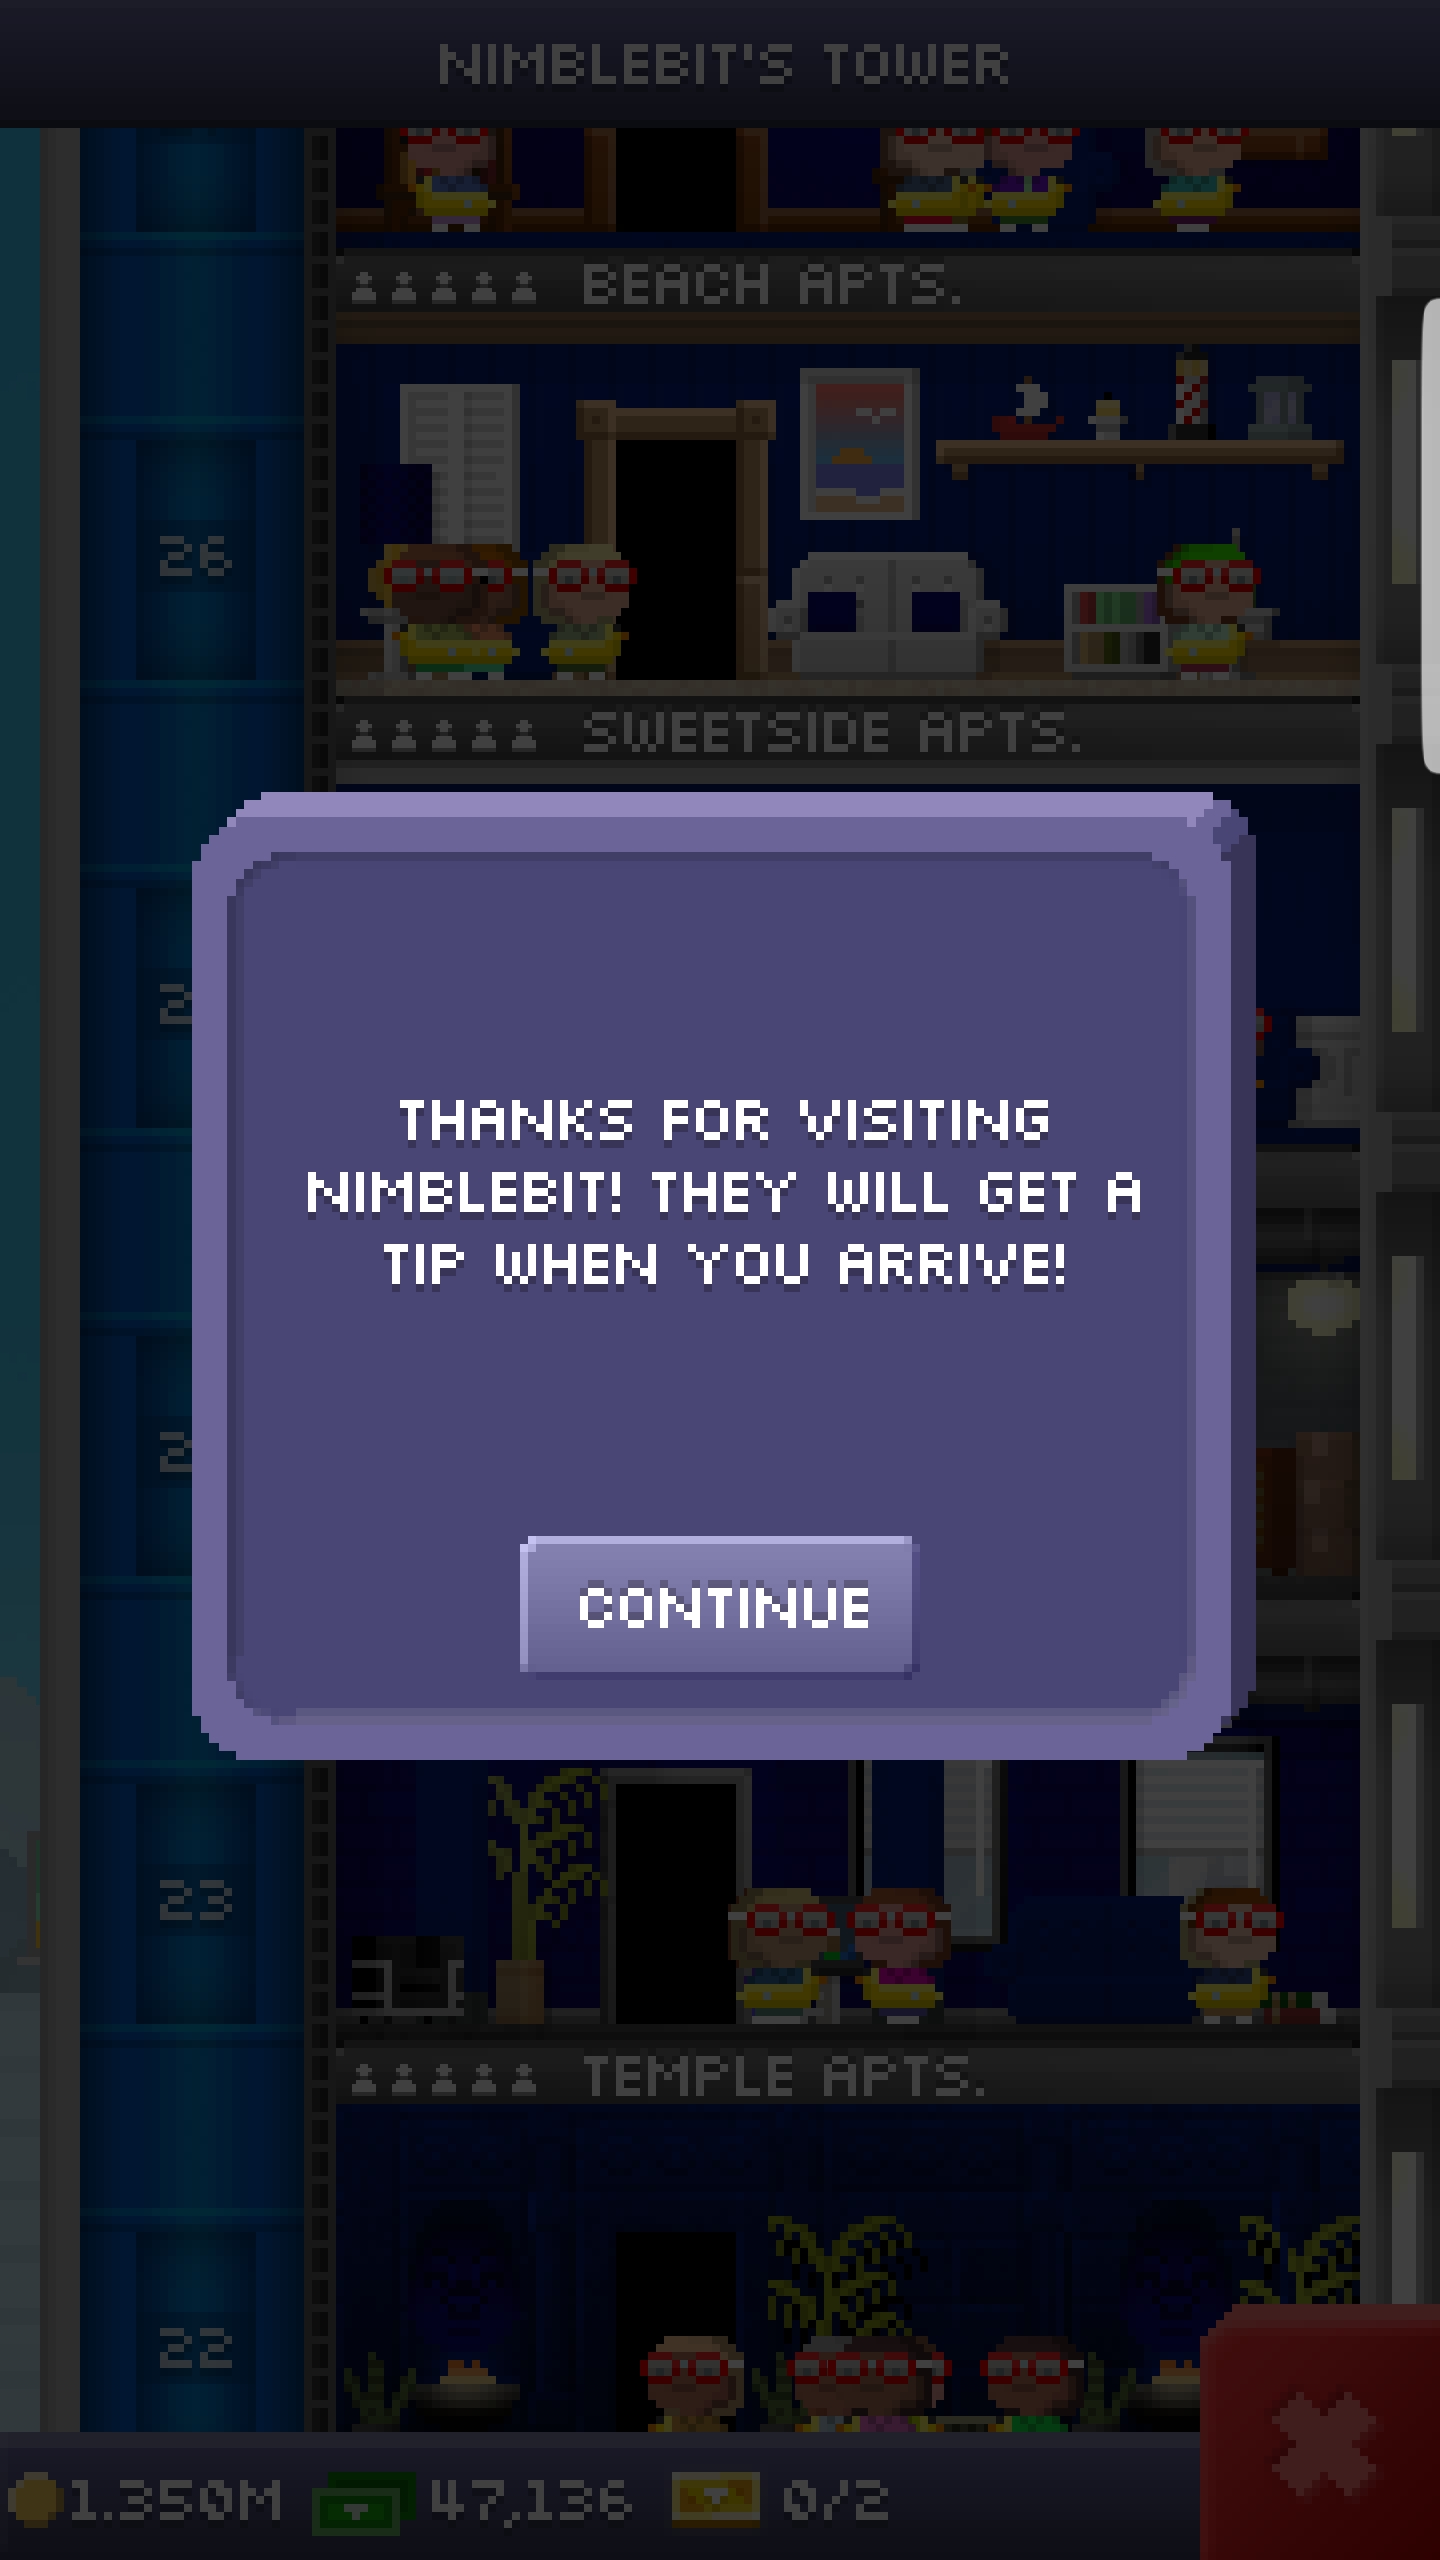 NIMBLEBIT'S TOWER
BEACH APTS.
26
SWEETSIDE APTS.
THANKS FOR VISITING
NIMBLEBIT! THEY WILL GET A
TIP WHEN YOU ARRIVE!
CONTINUE
23
TEMPLE APTS.
22
1.350M 47,136 0/2